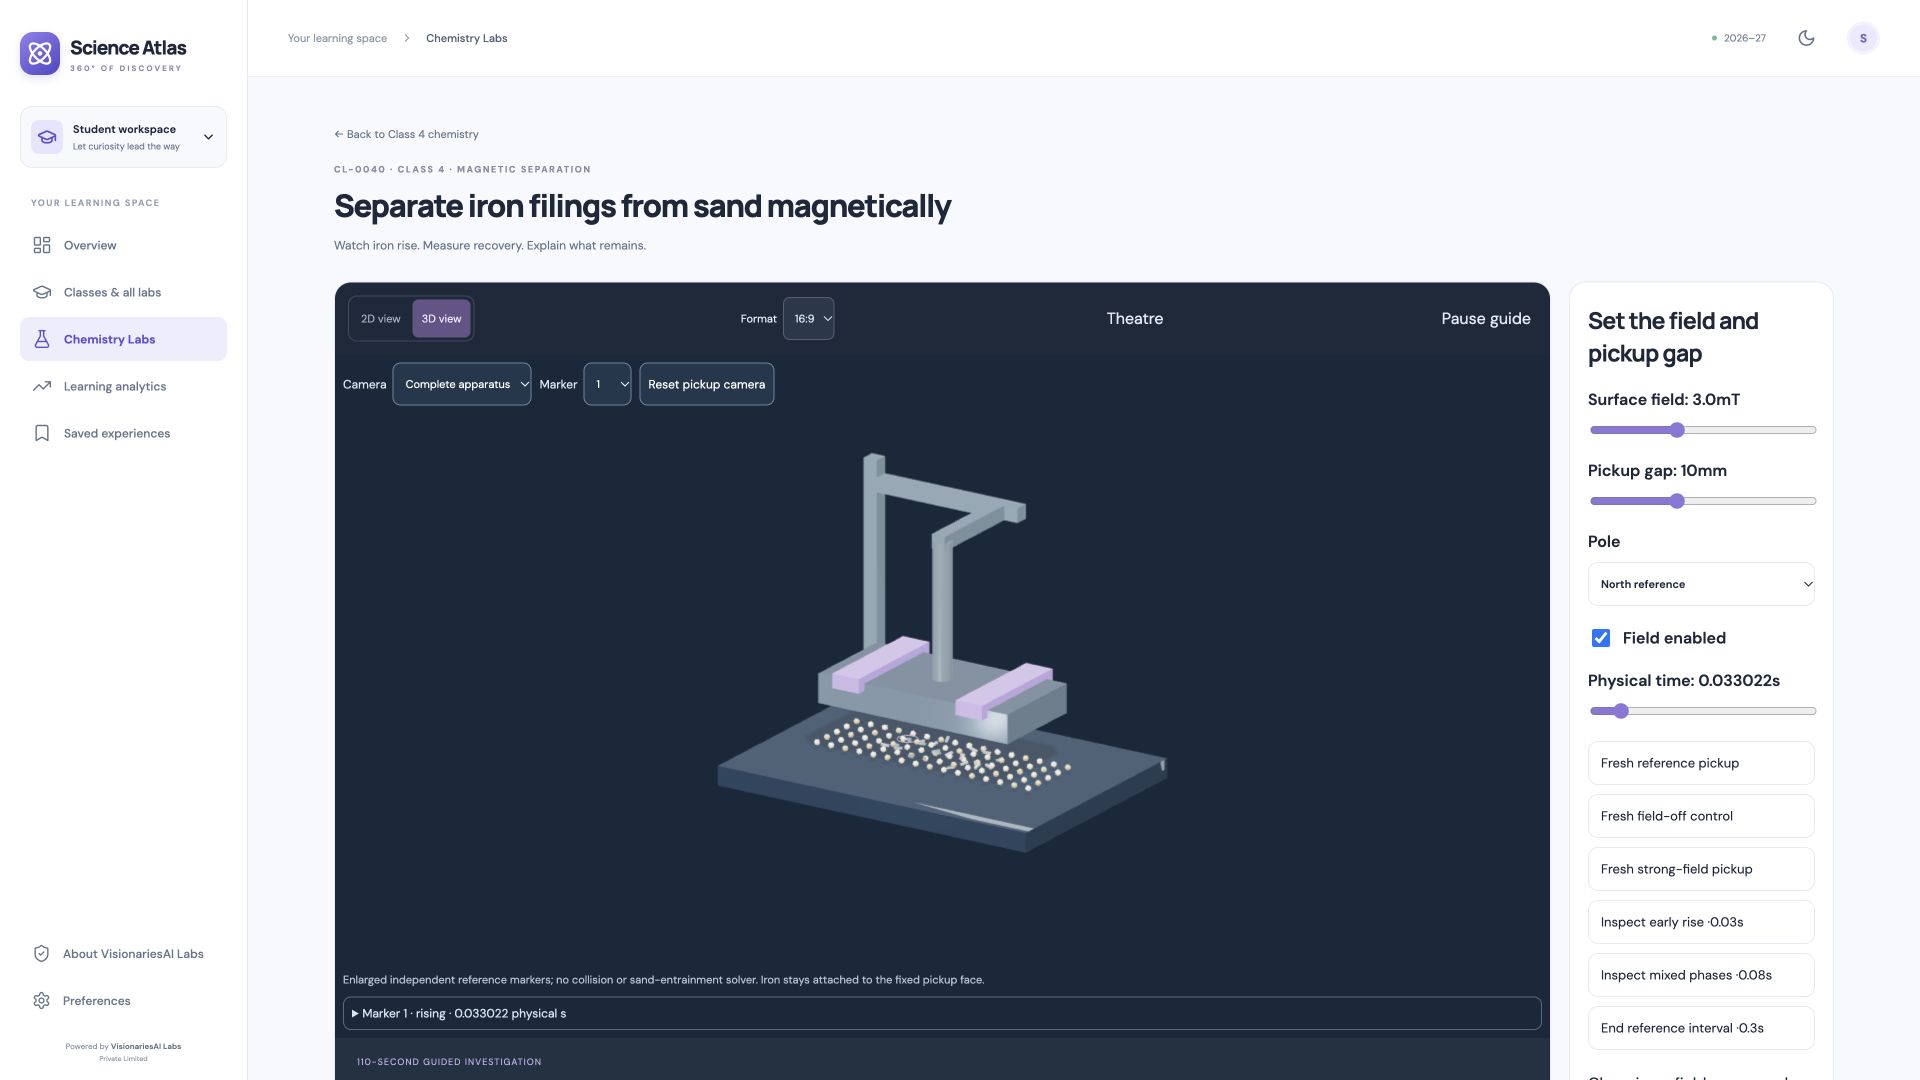 Science Atlas
360° OF DISCOVERY
Student workspace
Let curiosity lead the way
YOUR LEARNING SPACE
Overview
Classes & all labs
Chemistry Labs
Learning analytics
Saved experiences
About VisionariesAI Labs
Preferences
Powered by VisionariesAI Labs
Private Limited
Your learning space > Chemistry Labs
2026–27
S
← Back to Class 4 chemistry
CL-0040 · CLASS 4 · MAGNETIC SEPARATION
Separate iron filings from sand magnetically
Watch iron rise. Measure recovery. Explain what remains.
2D view
3D view
Format
16:9
Theatre
Pause guide
Camera
Complete apparatus
Marker
1
Reset pickup camera
Enlarged independent reference markers; no collision or sand-entrainment solver. Iron stays attached to the fixed pickup face.
▶ Marker 1 · rising · 0.033022 physical s
110-SECOND GUIDED INVESTIGATION
Set the field and
pickup gap
Surface field: 3.0mT
Pickup gap: 10mm
Pole
North reference
Field enabled
Physical time: 0.033022s
Fresh reference pickup
Fresh field-off control
Fresh strong-field pickup
Inspect early rise ·0.03s
Inspect mixed phases ·0.08s
End reference interval ·0.3s